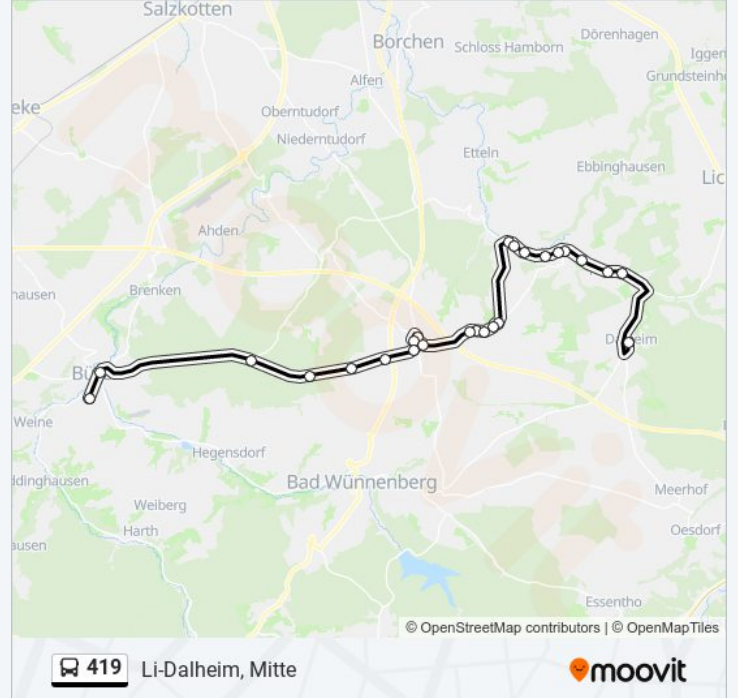 Salzkotten
Borchen
Schloss Hamborn
Dörenhagen
Iggen
Grundsteinh
Alfen
eke
Oberntudorf
Niederntudorf
Etteln
Ebbinghausen
Lic
Ahden
Brenken
hausen
Weine
Hegensdorf
ddinghausen
Bad Wünnenberg
Meerhof
Weiberg
Harth
Oesdorf
ausen
Essentho
© OpenStreetMap contributors | © OpenMapTiles
419 Li-Dalheim, Mitte
moovit